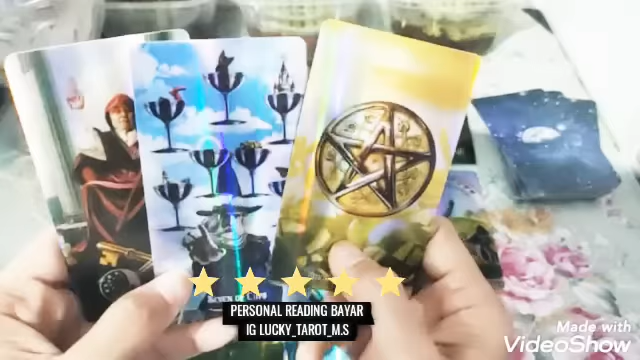 SEVEN OF CUPS
PERSONAL READING BAYAR
IG LUCKY_TAROT_M.S
Made with
VideoShow